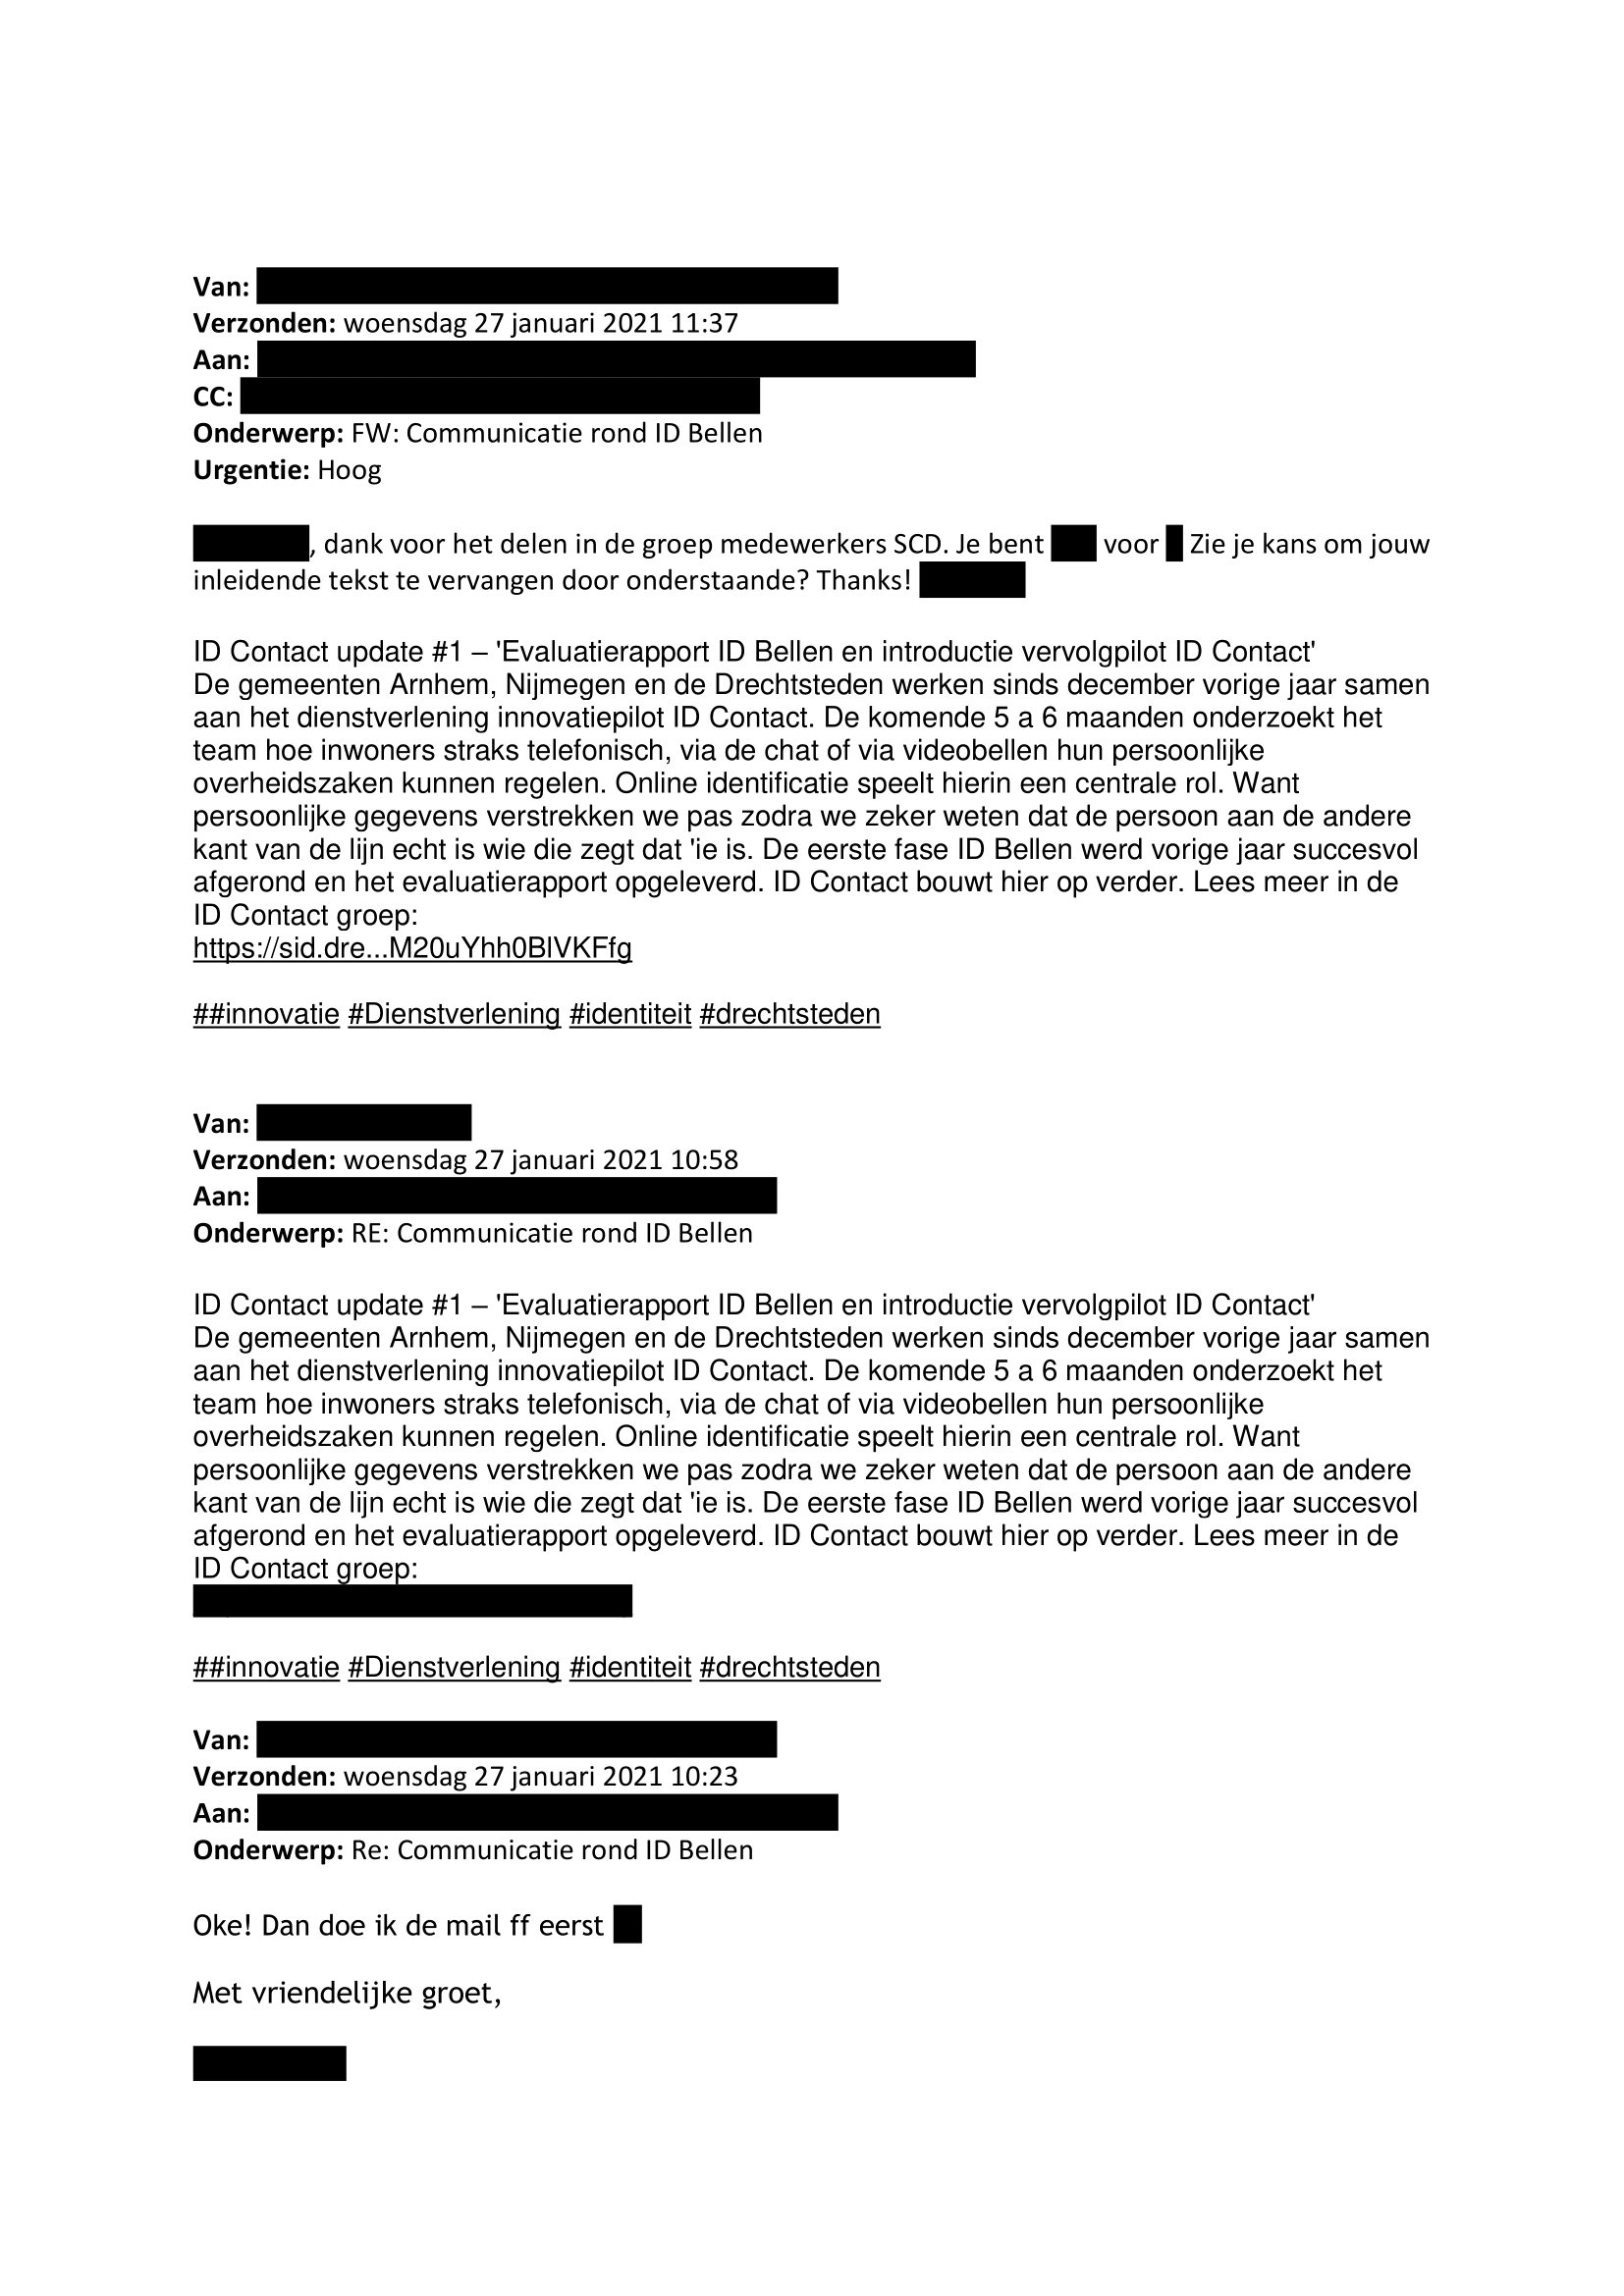 Van:
Verzonden: woensdag 27 januari 2021 11:37
Aan:
CC:
Onderwerp: FW: Communicatie rond ID Bellen
Urgentie: Hoog
, dank voor het delen in de groep medewerkers SCD. Je bent voor Zie je kans om jouw
inleidende tekst te vervangen door onderstaande? Thanks!
ID Contact update #1 – 'Evaluatierapport ID Bellen en introductie vervolgpilot ID Contact'
De gemeenten Arnhem, Nijmegen en de Drechtsteden werken sinds december vorige jaar samen
aan het dienstverlening innovatiepilot ID Contact. De komende 5 a 6 maanden onderzoekt het
team hoe inwoners straks telefonisch, via de chat of via videobellen hun persoonlijke
overheidszaken kunnen regelen. Online identificatie speelt hierin een centrale rol. Want
persoonlijke gegevens verstrekken we pas zodra we zeker weten dat de persoon aan de andere
kant van de lijn echt is wie die zegt dat 'ie is. De eerste fase ID Bellen werd vorige jaar succesvol
afgerond en het evaluatierapport opgeleverd. ID Contact bouwt hier op verder. Lees meer in de
ID Contact groep:
https://sid.dre...M20uYhh0BlVKFfg
##innovatie #Dienstverlening #identiteit #drechtsteden
Van:
Verzonden: woensdag 27 januari 2021 10:58
Aan:
Onderwerp: RE: Communicatie rond ID Bellen
ID Contact update #1 – 'Evaluatierapport ID Bellen en introductie vervolgpilot ID Contact'
De gemeenten Arnhem, Nijmegen en de Drechtsteden werken sinds december vorige jaar samen
aan het dienstverlening innovatiepilot ID Contact. De komende 5 a 6 maanden onderzoekt het
team hoe inwoners straks telefonisch, via de chat of via videobellen hun persoonlijke
overheidszaken kunnen regelen. Online identificatie speelt hierin een centrale rol. Want
persoonlijke gegevens verstrekken we pas zodra we zeker weten dat de persoon aan de andere
kant van de lijn echt is wie die zegt dat 'ie is. De eerste fase ID Bellen werd vorige jaar succesvol
afgerond en het evaluatierapport opgeleverd. ID Contact bouwt hier op verder. Lees meer in de
ID Contact groep:
##innovatie #Dienstverlening #identiteit #drechtsteden
Van:
Verzonden: woensdag 27 januari 2021 10:23
Aan:
Onderwerp: Re: Communicatie rond ID Bellen
Oke! Dan doe ik de mail ff eerst
Met vriendelijke groet,